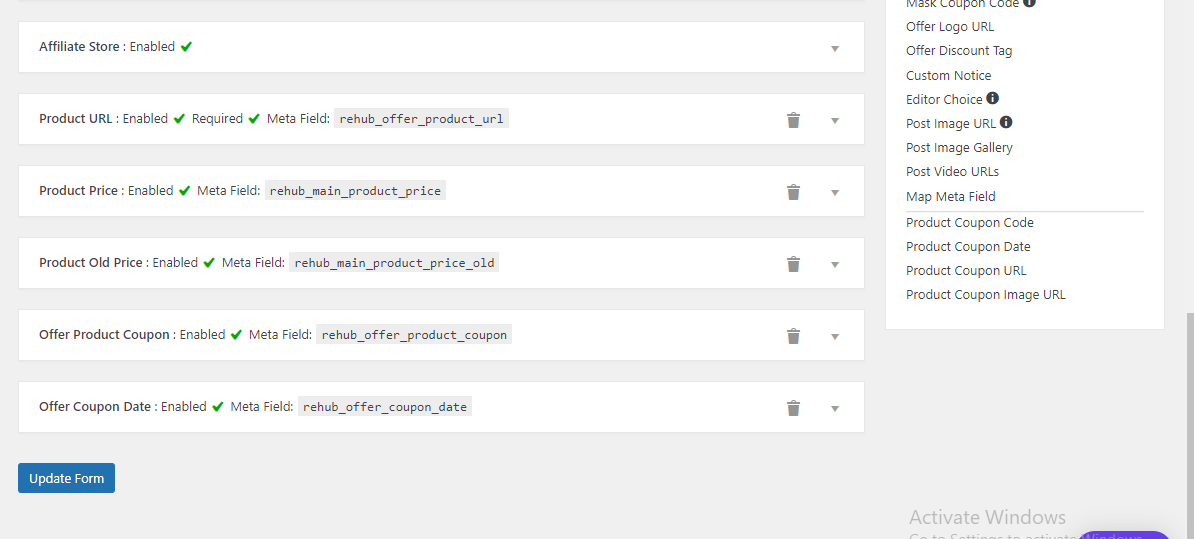 Affiliate Store : Enabled ✔
Product URL : Enabled ✔ Required ✔ Meta Field: rehub_offer_product_url
Product Price : Enabled ✔ Meta Field: rehub_main_product_price
Product Old Price : Enabled ✔ Meta Field: rehub_main_product_price_old
Offer Product Coupon : Enabled ✔ Meta Field: rehub_offer_product_coupon
Offer Coupon Date : Enabled ✔ Meta Field: rehub_offer_coupon_date
Update Form
Mask Coupon Code
Offer Logo URL
Offer Discount Tag
Custom Notice
Editor Choice
Post Image URL
Post Image Gallery
Post Video URLs
Map Meta Field
Product Coupon Code
Product Coupon Date
Product Coupon URL
Product Coupon Image URL
Activate Windows
Go to Settings to activate Windows.